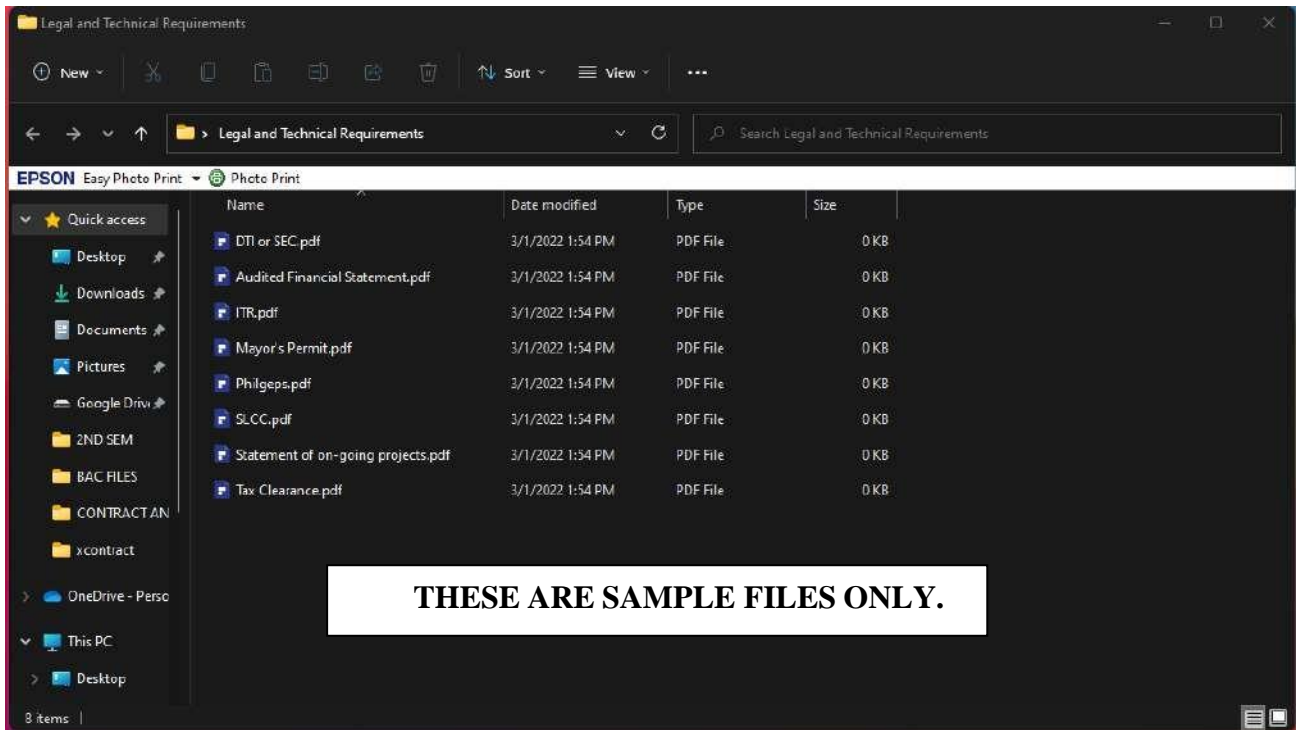 Legal and Technical Requirements
New
Sort
View
Legal and Technical Requirements
Search Legal and Technical Requirements
EPSON Easy Photo Print Photo Print
Name Date modified Type Size
DTI or SEC.pdf 3/1/2022 1:54 PM PDF File 0 KB
Audited Financial Statement.pdf 3/1/2022 1:54 PM PDF File 0 KB
ITR.pdf 3/1/2022 1:54 PM PDF File 0 KB
Mayor's Permit.pdf 3/1/2022 1:54 PM PDF File 0 KB
Philgeps.pdf 3/1/2022 1:54 PM PDF File 0 KB
SLCC.pdf 3/1/2022 1:54 PM PDF File 0 KB
Statement of on-going projects.pdf 3/1/2022 1:54 PM PDF File 0 KB
Tax Clearance.pdf 3/1/2022 1:54 PM PDF File 0 KB
Quick access
Desktop
Downloads
Documents
Pictures
Google Driv
2ND SEM
BAC FILES
CONTRACT AN
xcontract
OneDrive - Perso
This PC
Desktop
THESE ARE SAMPLE FILES ONLY.
8 items